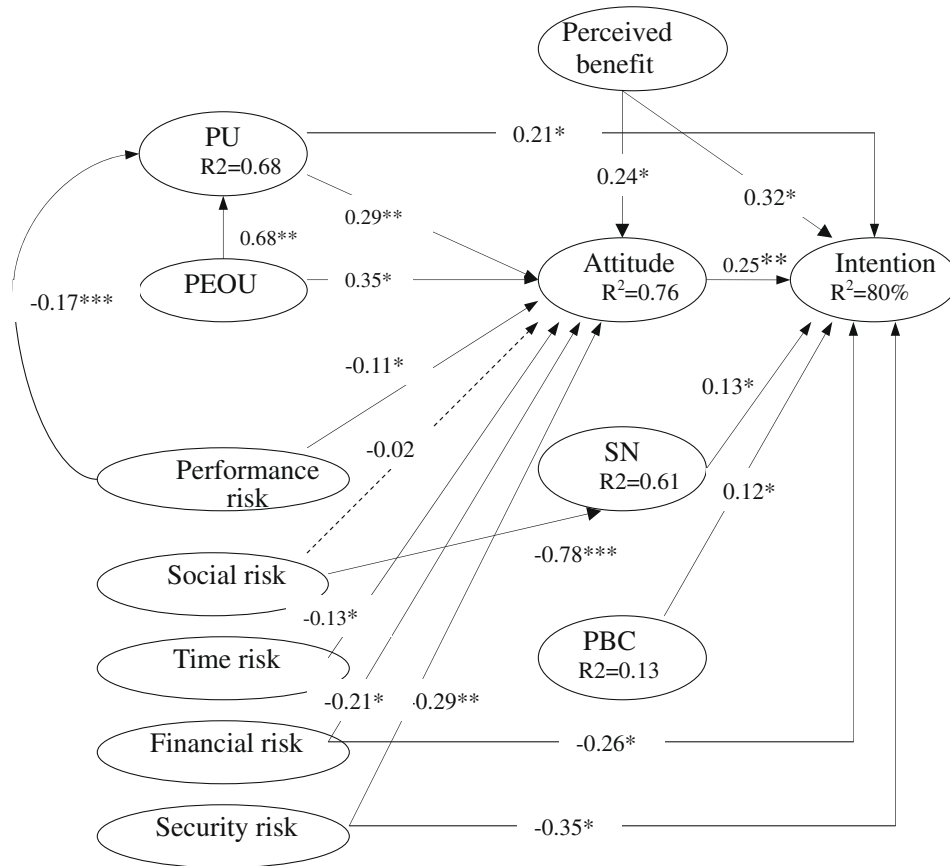 Perceived
benefit
PU
R2=0.68
0.21*
0.24*
0.32*
0.29**
0.68**
PEOU
0.35*
Attitude
R²=0.76
0.25**
Intention
R²=80%
-0.17***
-0.11*
0.13*
-0.02
SN
R2=0.61
Performance
risk
0.12*
-0.78***
Social risk
-0.13*
PBC
R2=0.13
Time risk
-0.21*
-0.29**
Financial risk
-0.26*
Security risk
-0.35*